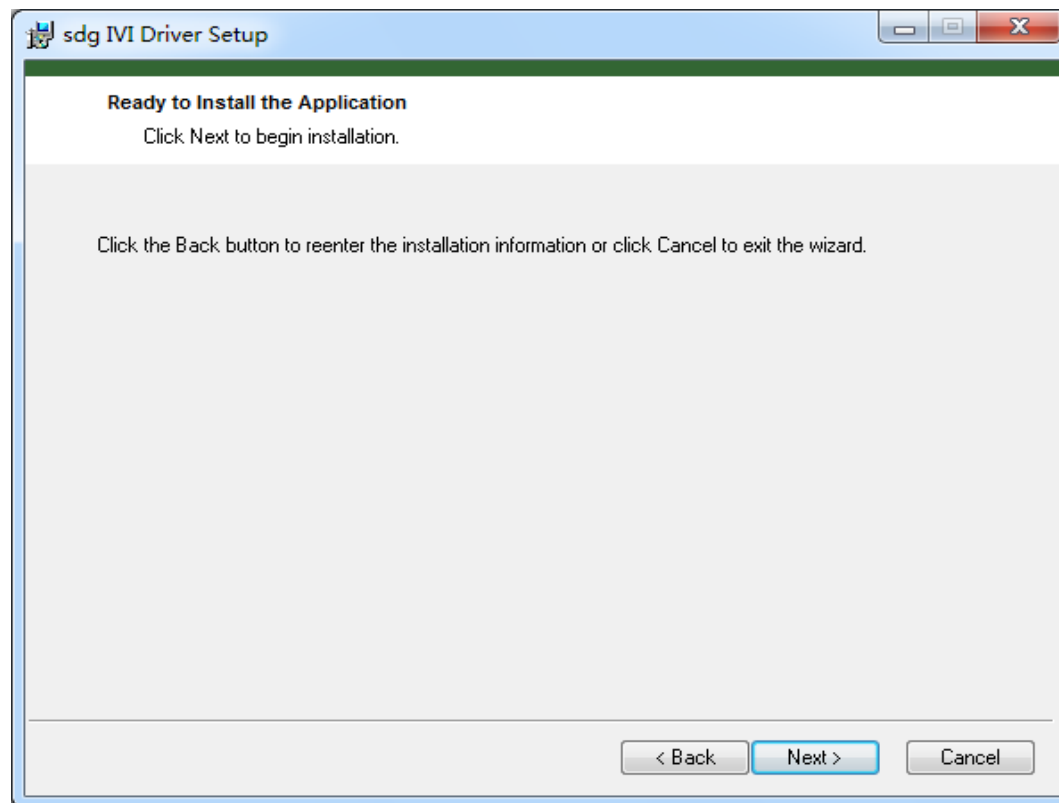 sdg IVI Driver Setup
Ready to Install the Application
Click Next to begin installation.
Click the Back button to reenter the installation information or click Cancel to exit the wizard.
< Back
Next >
Cancel